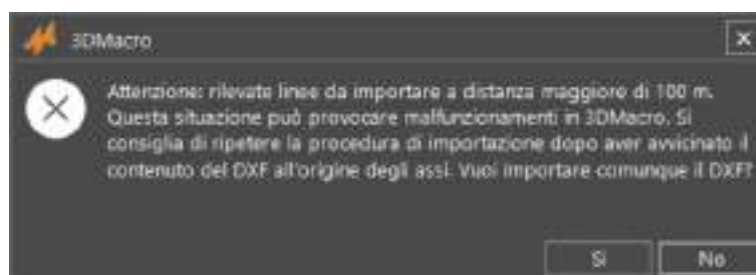 3DMacro
Attenzione: rilevate linee da importare a distanza maggiore di 100 m.
Questa situazione può provocare malfunzionamenti in 3DMacro. Si
consiglia di ripetere la procedura di importazione dopo aver avvicinato il
contenuto del DXF all'origine degli assi. Vuoi importare comunque il DXF?
Si No